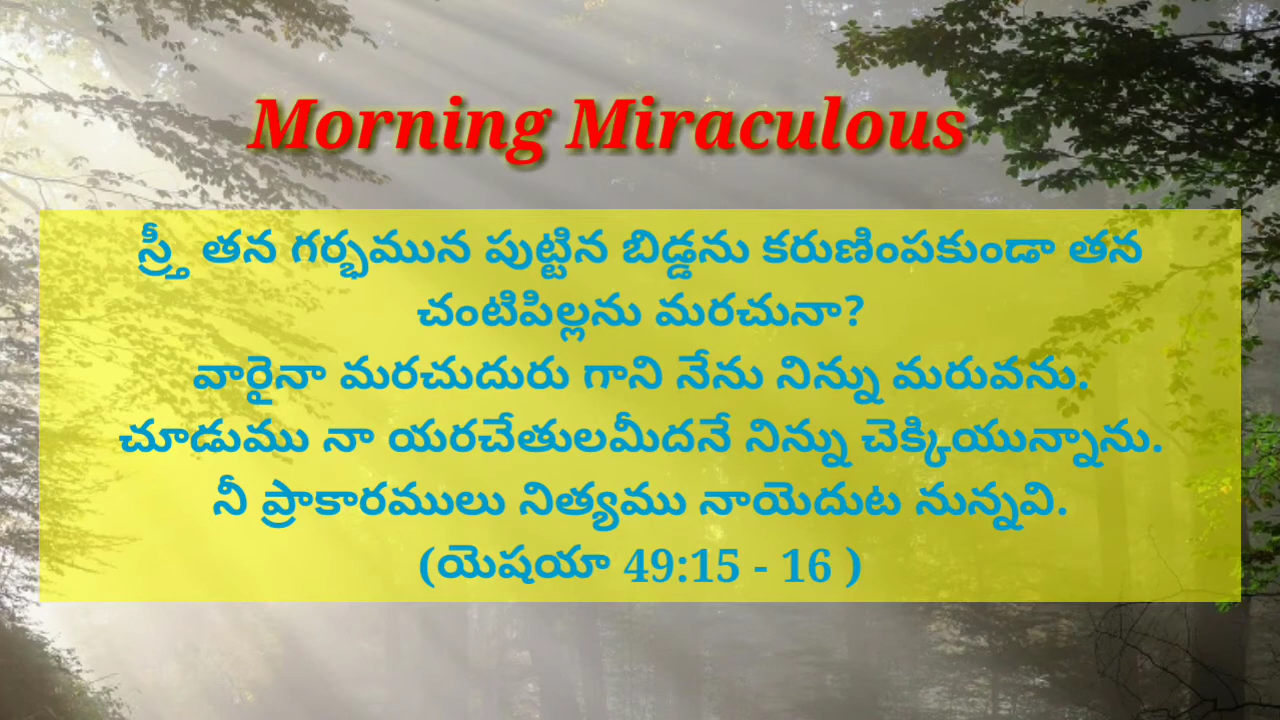 Morning Miraculous
స్త్రీ తన గర్భమున పుట్టిన బిడ్డను కరుణింపకుండా తన
చంటిపిల్లను మరచునా?
వారైనా మరచుదురు గాని నేను నిన్ను మరువను.
చూడుము నా యరచేతులమీదనే నిన్ను చెక్కియున్నాను.
నీ ప్రాకారములు నిత్యము నాయెదుట నున్నవి.
(యెషయా 49:15 - 16 )